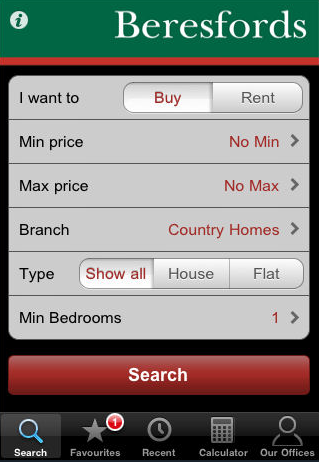 i Beresfords
I want to Buy Rent
Min price No Min
Max price No Max
Branch Country Homes
Type Show all House Flat
Min Bedrooms 1
Search
1
Search Favourites Recent Calculator Our Offices